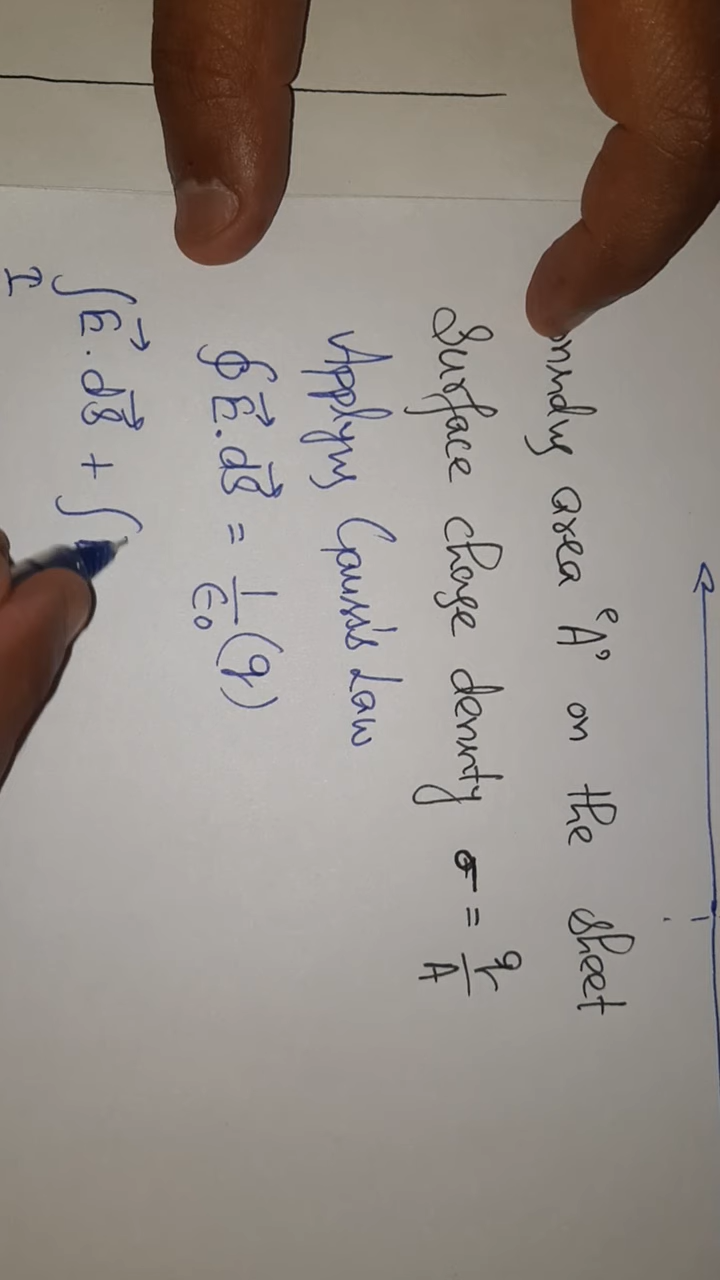 area 'A' on the sheet
Surface charge density σ = q/A
Applying Gauss's Law
∮E⃗.dS⃗ = 1/ε₀ (q)
∫E⃗.dS⃗ + ∫
I